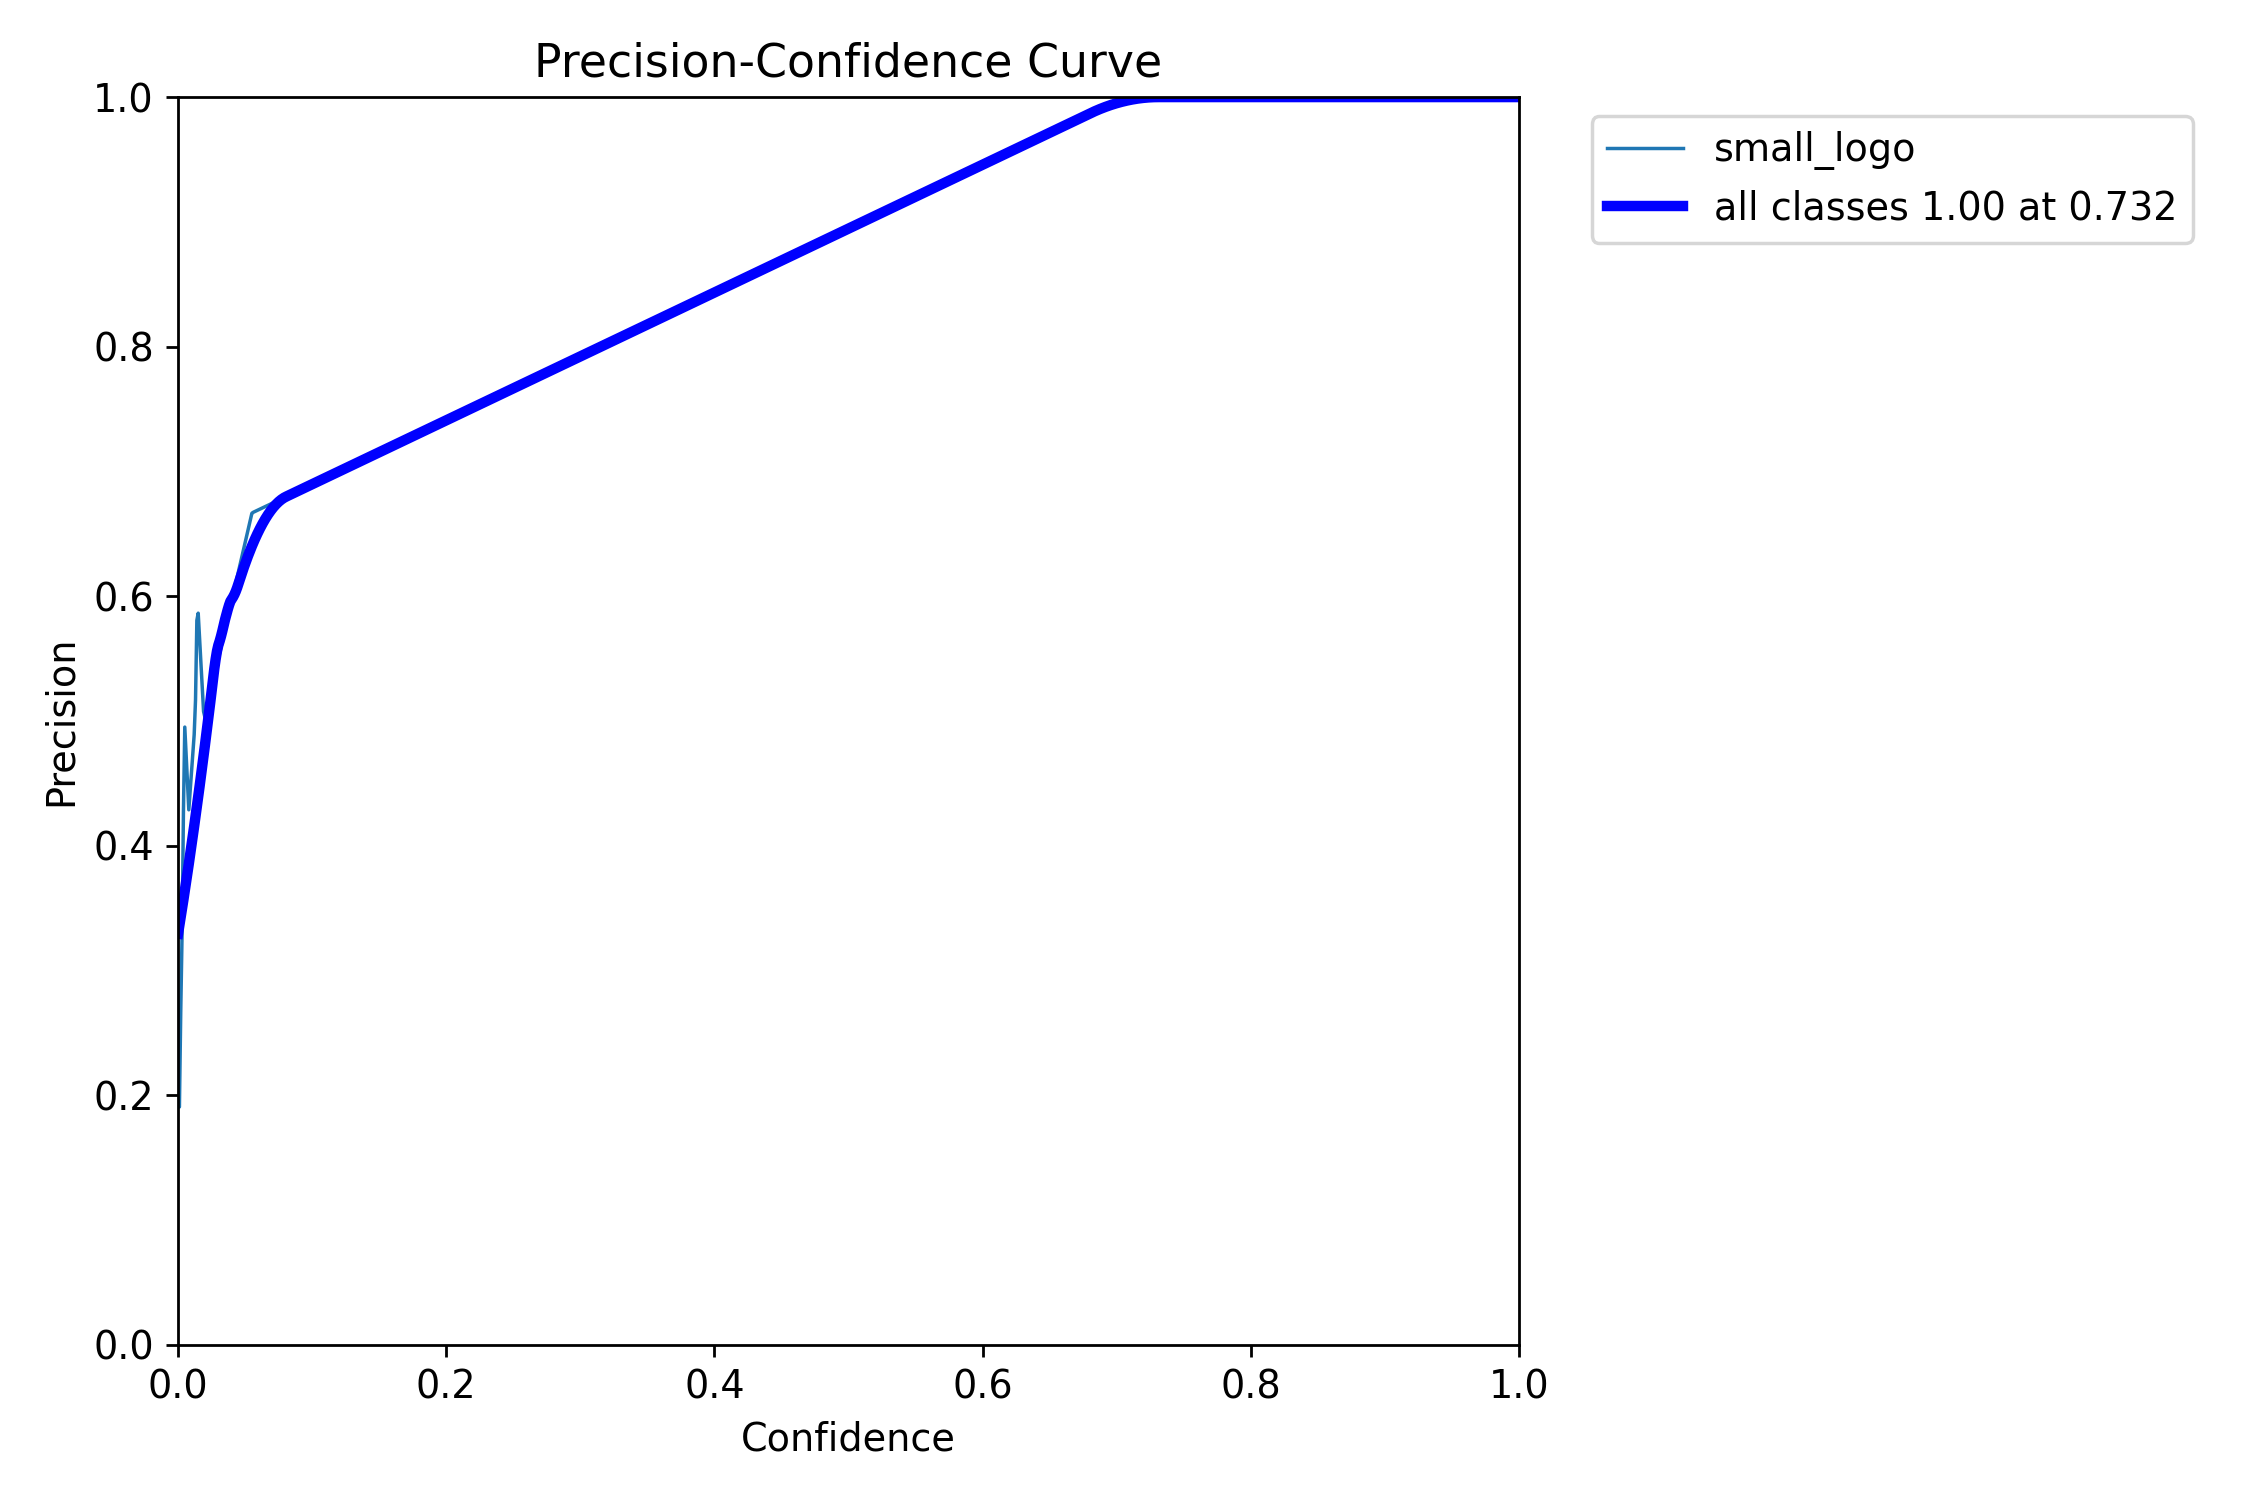 Precision-Confidence Curve
small_logo
all classes 1.00 at 0.732
Precision
1.0
0.8
0.6
0.4
0.2
0.0
0.0 0.2 0.4 0.6 0.8 1.0
Confidence